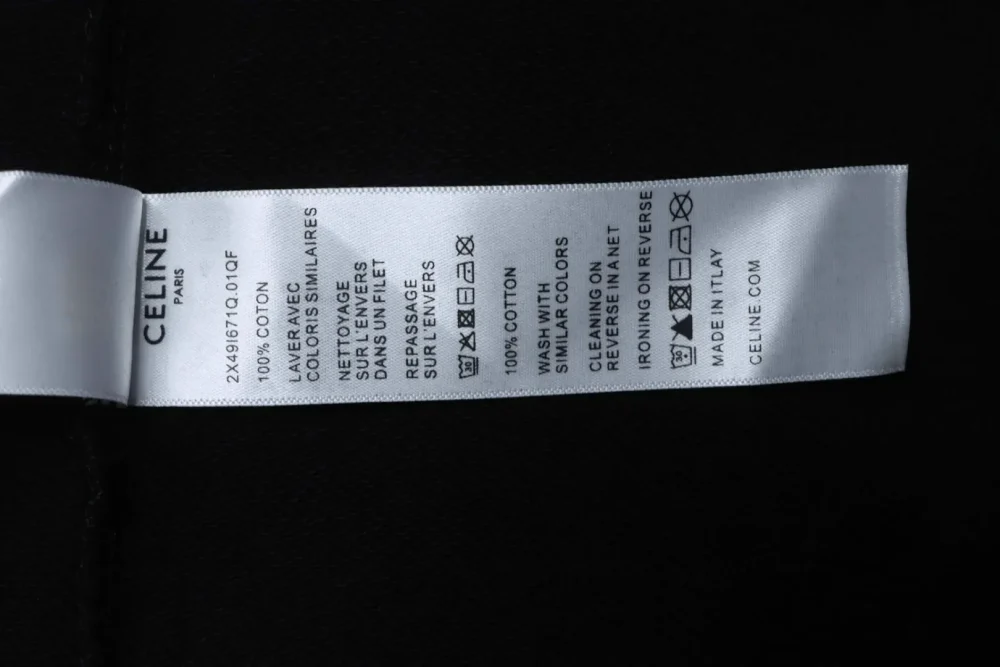 CELINE
PARIS
2X49I671Q.01QF
100% COTON
LAVER AVEC
COLORIS SIMILAIRES
NETTOYAGE
SUR L'ENVERS
DANS UN FILET
REPASSAGE
SUR L'ENVERS
30
100% COTTON
WASH WITH
SIMILAR COLORS
CLEANING ON
REVERSE IN A NET
IRONING ON REVERSE
30
MADE IN ITLAY
CELINE.COM